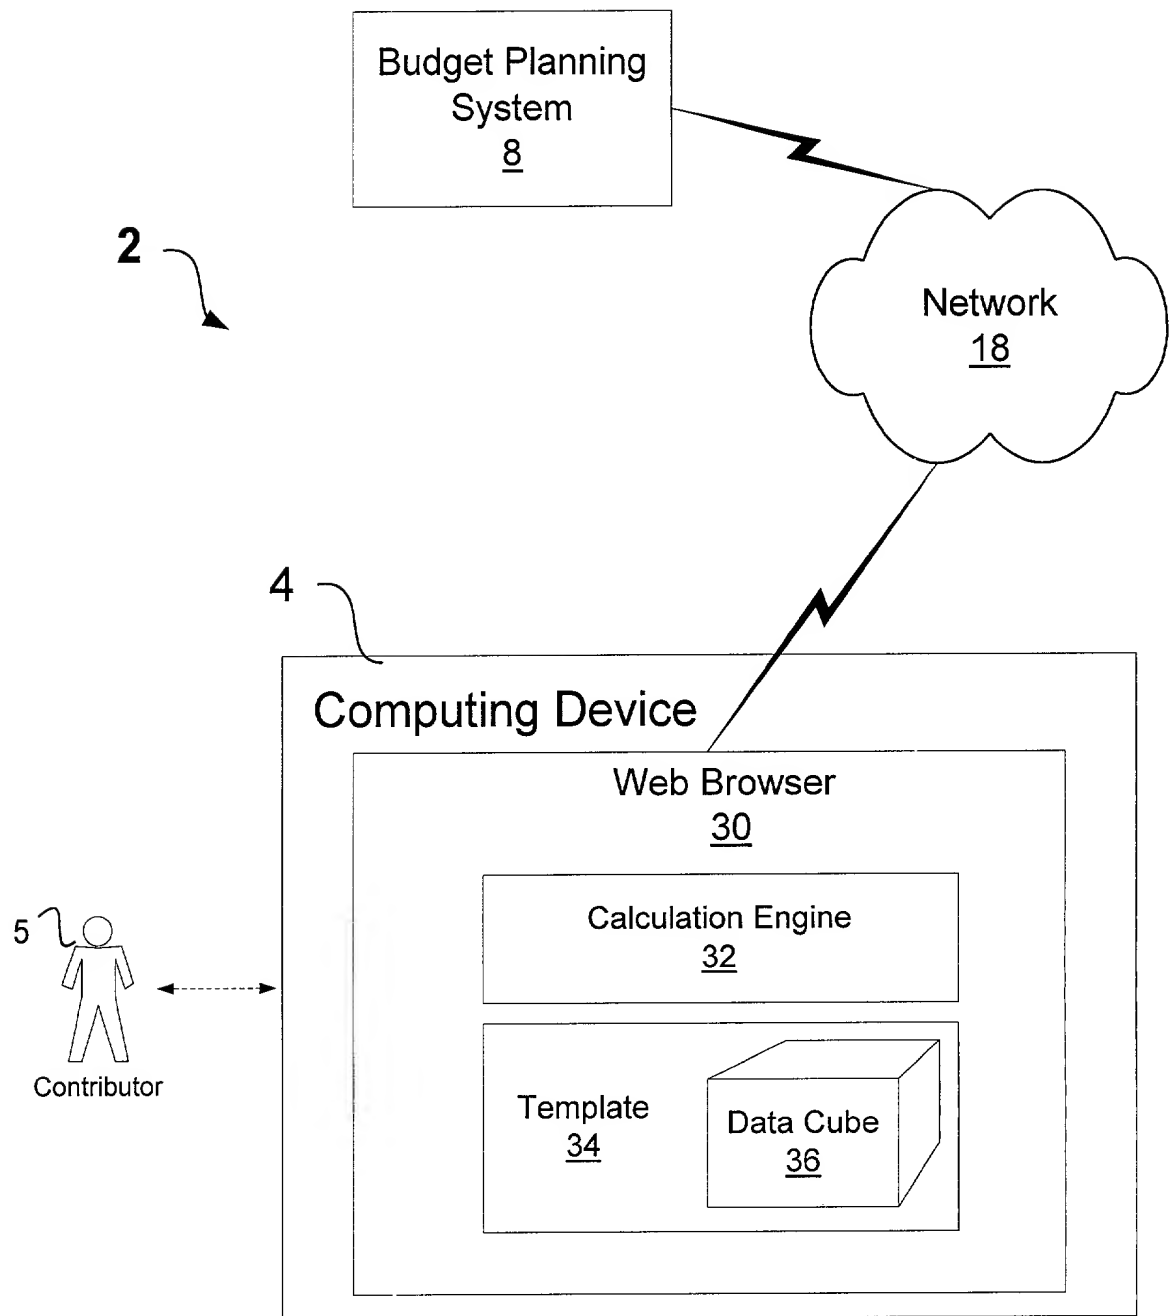 Budget Planning
System
8
2
Network
18
4
Computing Device
Web Browser
30
Calculation Engine
32
5
Contributor
Template
34
Data Cube
36